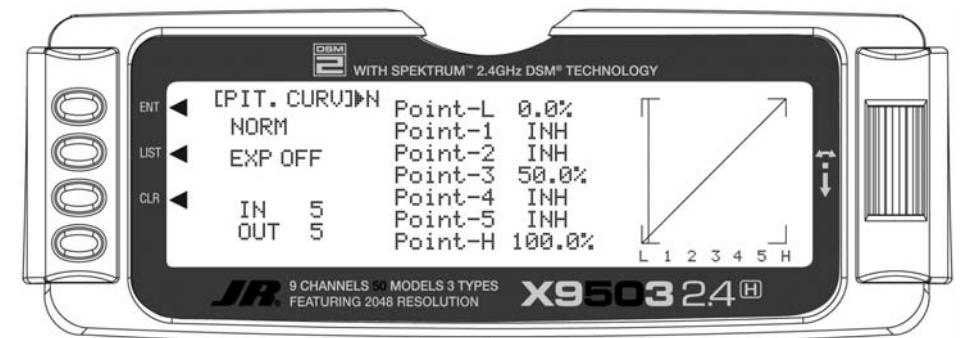 DSM
2
WITH SPEKTRUM™ 2.4GHz DSM® TECHNOLOGY
ENT
LIST
CLR
[PIT. CURV]▶N
NORM
EXP OFF
IN 5
OUT 5
Point-L 0.0%
Point-1 INH
Point-2 INH
Point-3 50.0%
Point-4 INH
Point-5 INH
Point-H 100.0%
L 1 2 3 4 5 H
JR.
9 CHANNELS 50 MODELS 3 TYPES
FEATURING 2048 RESOLUTION
X9503 2.4 H